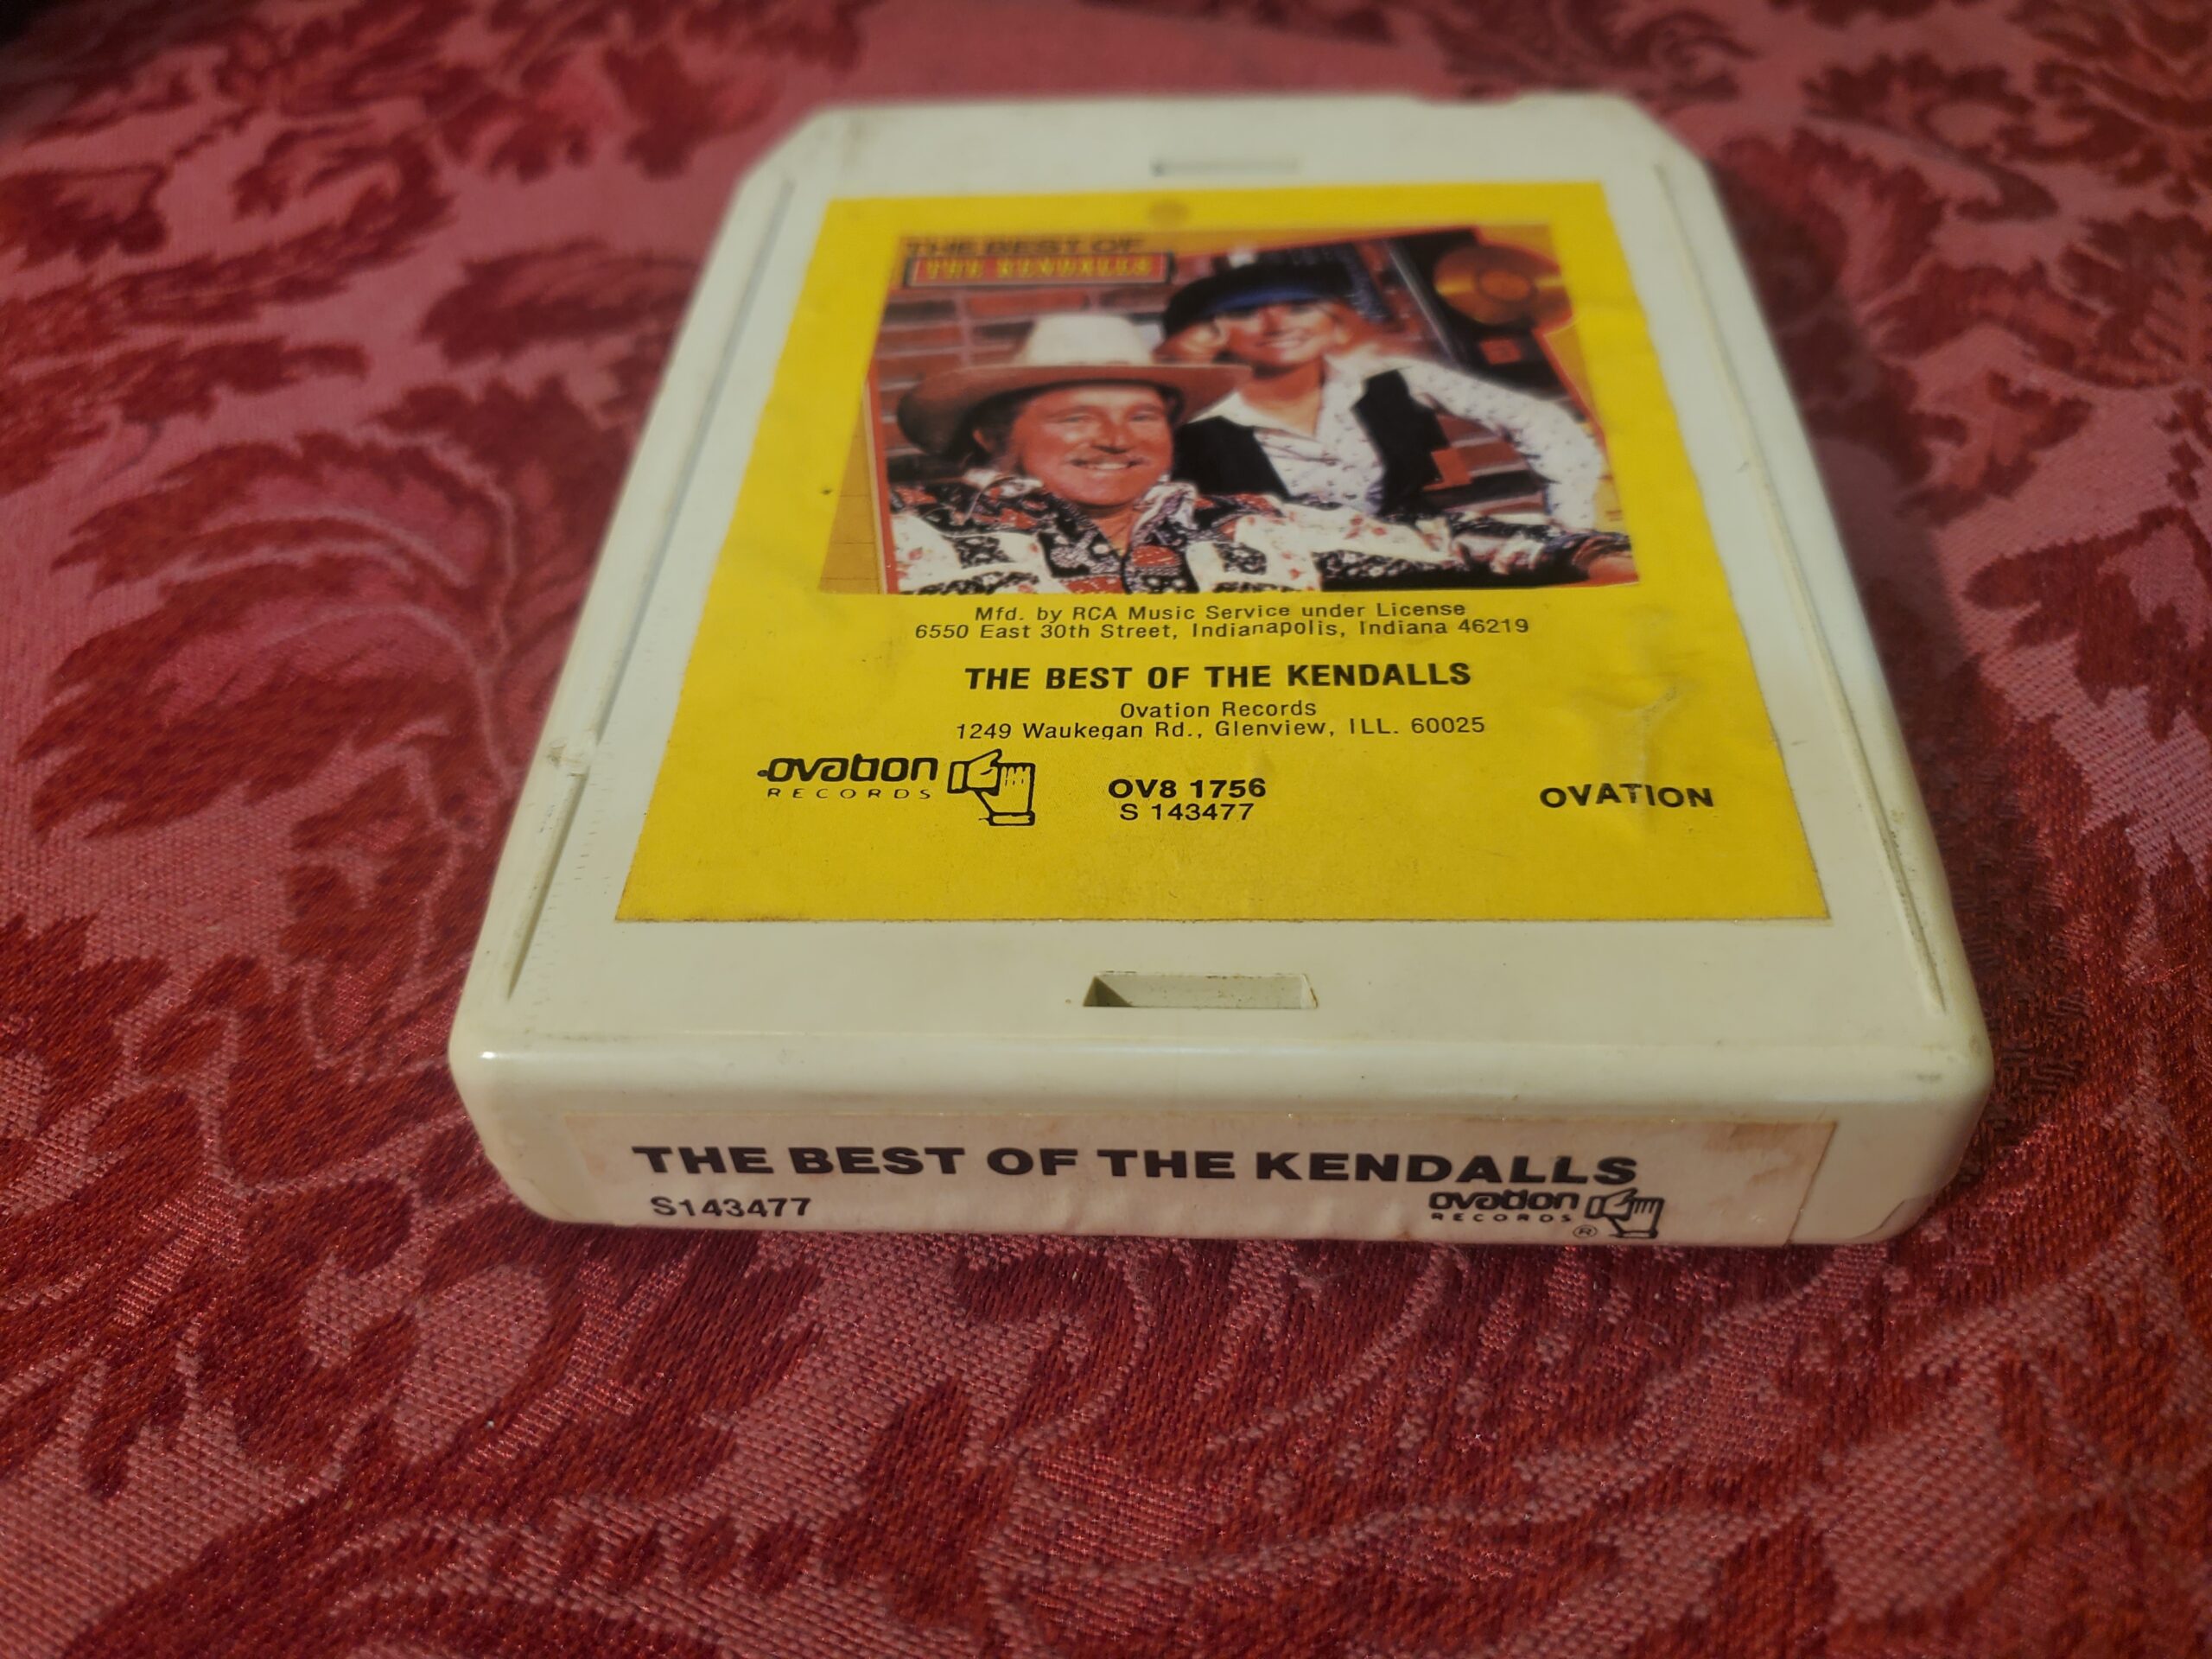 THE BEST OF
THE KENDALLS
Mfd. by RCA Music Service under License
6550 East 30th Street, Indianapolis, Indiana 46219
THE BEST OF THE KENDALLS
Ovation Records
1249 Waukegan Rd., Glenview, ILL. 60025
ovation
RECORDS
OV8 1756
S 143477
OVATION
THE BEST OF THE KENDALLS
S143477
ovation
RECORDS
®